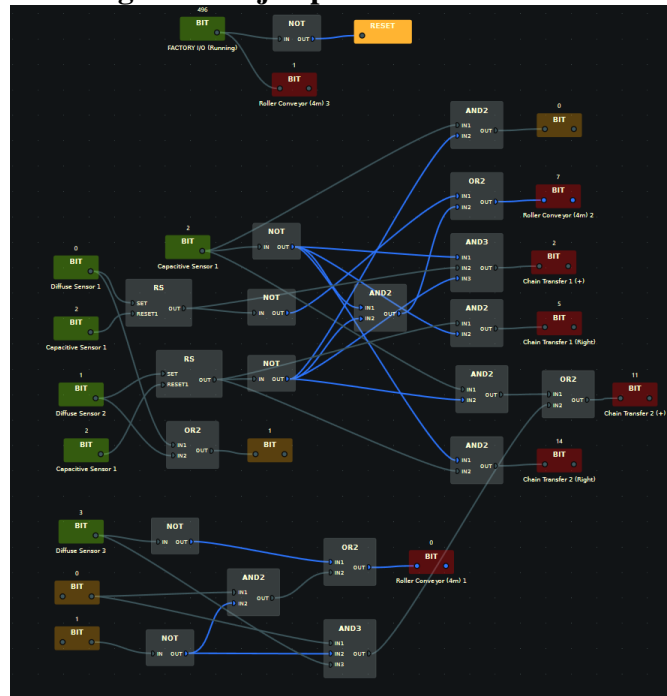 496
BIT
FACTORY I/O (Running)
NOT
IN OUT
RESET
1
BIT
Roller Conveyor (4m) 3
AND2
IN1
IN2
OUT
0
BIT
OR2
IN1
IN2
OUT
7
BIT
Roller Conveyor (4m) 2
2
BIT
Capacitive Sensor 1
NOT
IN OUT
AND3
IN1
IN2
IN3
OUT
2
BIT
Chain Transfer 1 (+)
0
BIT
Diffuse Sensor 1
RS
SET
RESET1
OUT
NOT
IN OUT
AND2
IN1
IN2
OUT
AND2
IN1
IN2
OUT
5
BIT
Chain Transfer 1 (Right)
2
BIT
Capacitive Sensor 1
RS
SET
RESET1
OUT
NOT
IN OUT
AND2
IN1
IN2
OUT
OR2
IN1
IN2
OUT
11
BIT
Chain Transfer 2 (+)
1
BIT
Diffuse Sensor 2
2
BIT
Capacitive Sensor 1
OR2
IN1
IN2
OUT
1
BIT
AND2
IN1
IN2
OUT
14
BIT
Chain Transfer 2 (Right)
3
BIT
Diffuse Sensor 3
NOT
IN OUT
OR2
IN1
IN2
OUT
0
BIT
Roller Conveyor (4m) 1
0
BIT
AND2
IN1
IN2
OUT
1
BIT
NOT
IN OUT
AND3
IN1
IN2
IN3
OUT